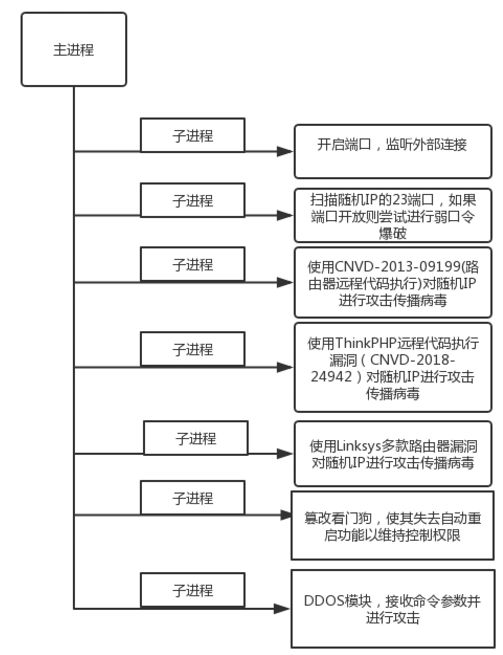 主进程
子进程
开启端口，监听外部连接
子进程
扫描随机IP的23端口，如果
端口开放则尝试进行弱口令
爆破
子进程
使用CNVD-2013-09199(路
由器远程代码执行)对随机IP
进行攻击传播病毒
子进程
使用ThinkPHP远程代码执行
漏洞（CNVD-2018-
24942）对随机IP进行攻击
传播病毒
子进程
使用Linksys多款路由器漏洞
对随机IP进行攻击传播病毒
子进程
篡改看门狗，使其失去自动重
启功能以维持控制权限
子进程
DDOS模块，接收命令参数并
进行攻击